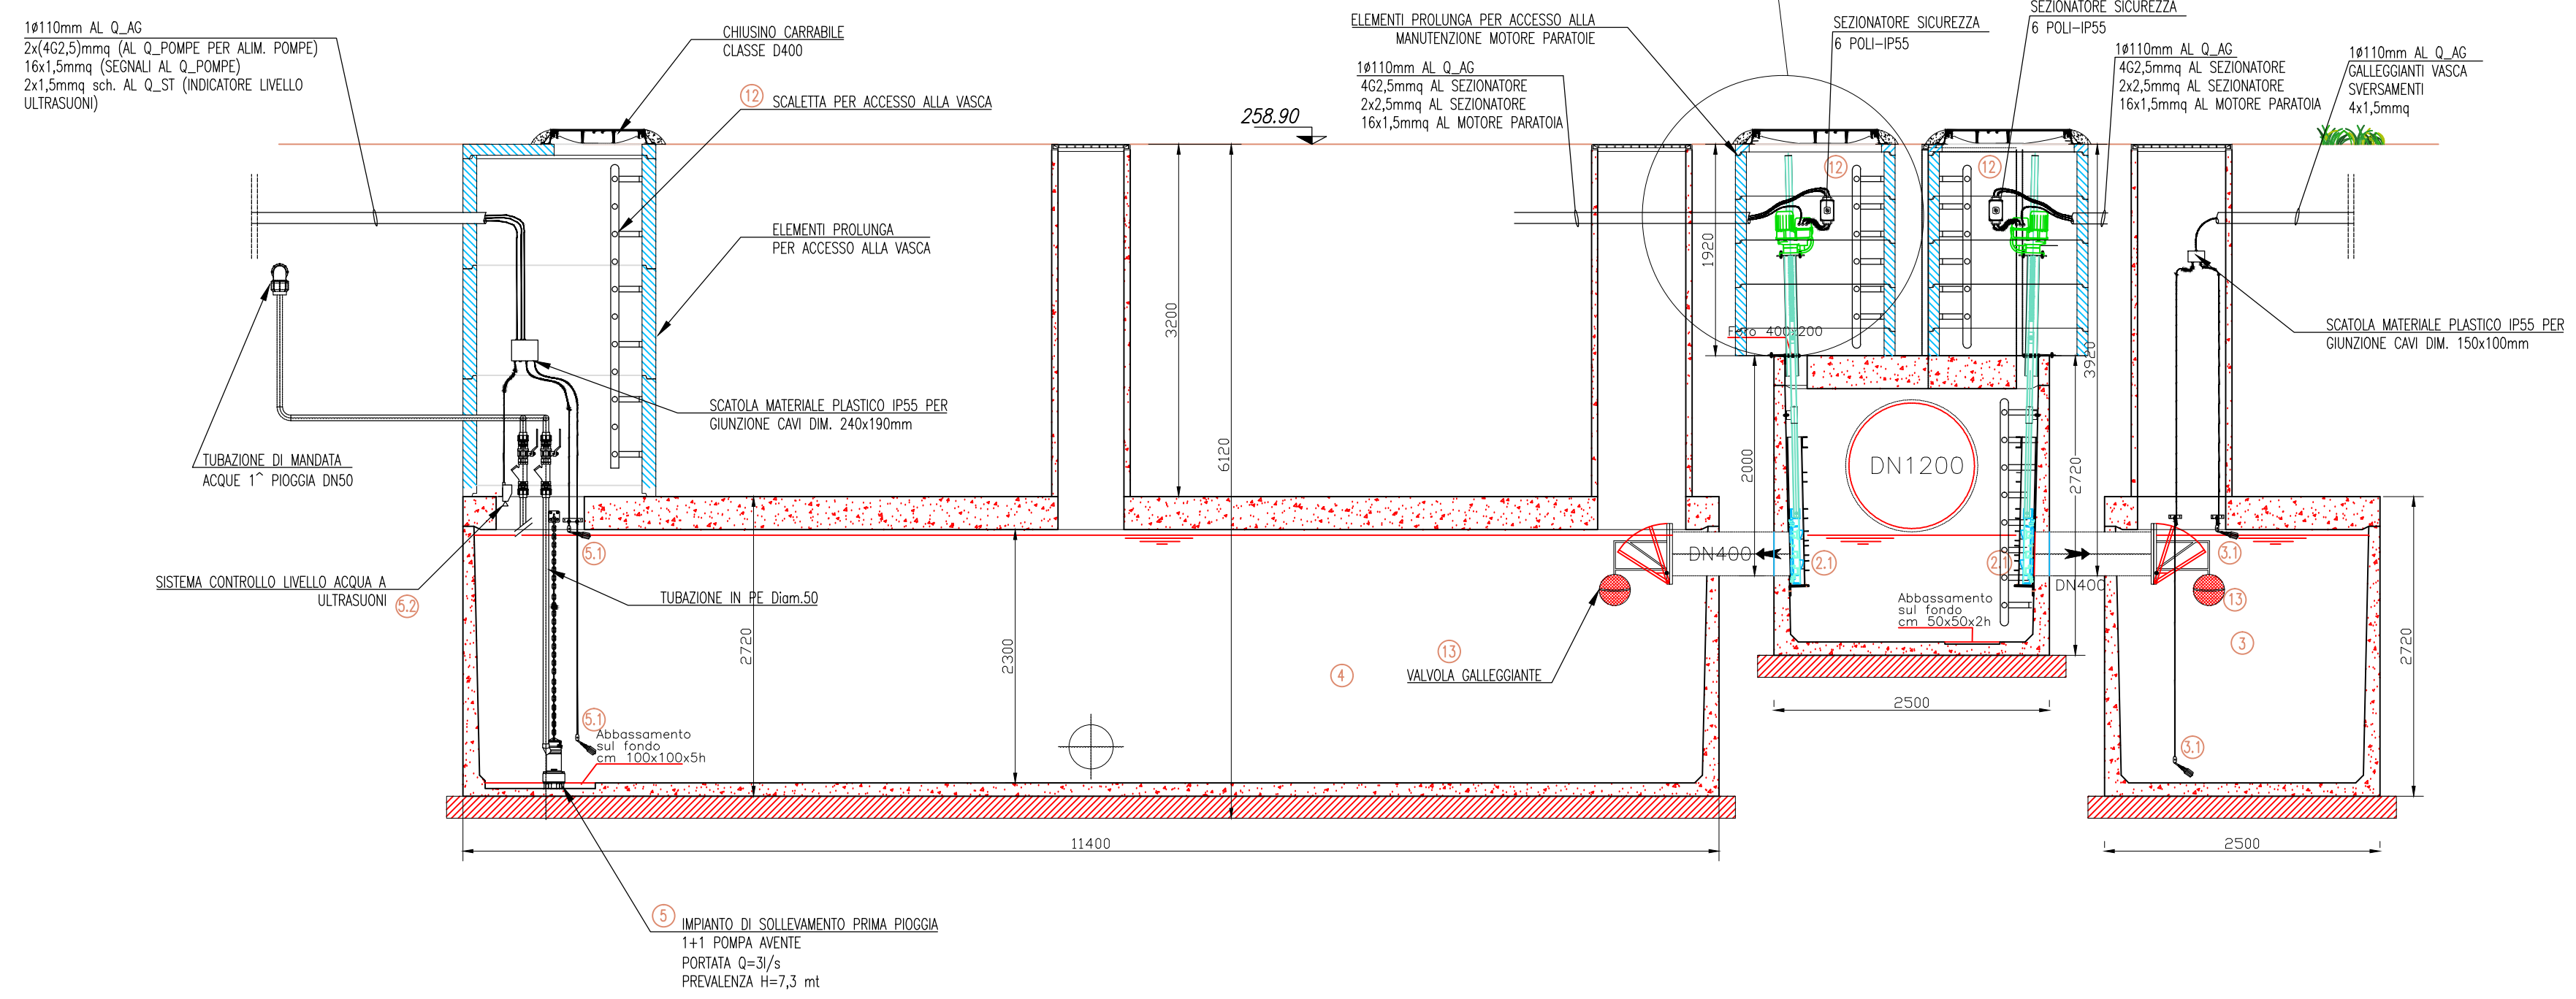 1ø110mm AL Q_AG
2x(4G2,5)mmq (AL Q_POMPE PER ALIM. POMPE)
16x1,5mmq (SEGNALI AL Q_POMPE)
2x1,5mmq sch. AL Q_ST (INDICATORE LIVELLO
ULTRASUONI)
CHIUSINO CARRABILE
CLASSE D400
12 SCALETTA PER ACCESSO ALLA VASCA
ELEMENTI PROLUNGA
PER ACCESSO ALLA VASCA
SCATOLA MATERIALE PLASTICO IP55 PER
GIUNZIONE CAVI DIM. 240x190mm
TUBAZIONE DI MANDATA
ACQUE 1^ PIOGGIA DN50
SISTEMA CONTROLLO LIVELLO ACQUA A
ULTRASUONI 5.2
5.1
TUBAZIONE IN PE Diam.50
5.1
Abbassamento
sul fondo
cm 100x100x5h
2720
2300
3200
6120
258.90
11400
5 IMPIANTO DI SOLLEVAMENTO PRIMA PIOGGIA
1+1 POMPA AVENTE
PORTATA Q=3l/s
PREVALENZA H=7,3 mt
4
13
VALVOLA GALLEGGIANTE
ELEMENTI PROLUNGA PER ACCESSO ALLA
MANUTENZIONE MOTORE PARATOIE
1ø110mm AL Q_AG
4G2,5mmq AL SEZIONATORE
2x2,5mmq AL SEZIONATORE
16x1,5mmq AL MOTORE PARATOIA
SEZIONATORE SICUREZZA
6 POLI-IP55
SEZIONATORE SICUREZZA
6 POLI-IP55
1ø110mm AL Q_AG
4G2,5mmq AL SEZIONATORE
2x2,5mmq AL SEZIONATORE
16x1,5mmq AL MOTORE PARATOIA
1ø110mm AL Q_AG
GALLEGGIANTI VASCA
SVERSAMENTI
4x1,5mmq
12
12
1920
Foro 400x200
3920
2000
2720
DN1200
DN400
2.1
2.1
DN400
Abbassamento
sul fondo
cm 50x50x2h
2500
SCATOLA MATERIALE PLASTICO IP55 PER
GIUNZIONE CAVI DIM. 150x100mm
3.1
13
3
3.1
2720
2500